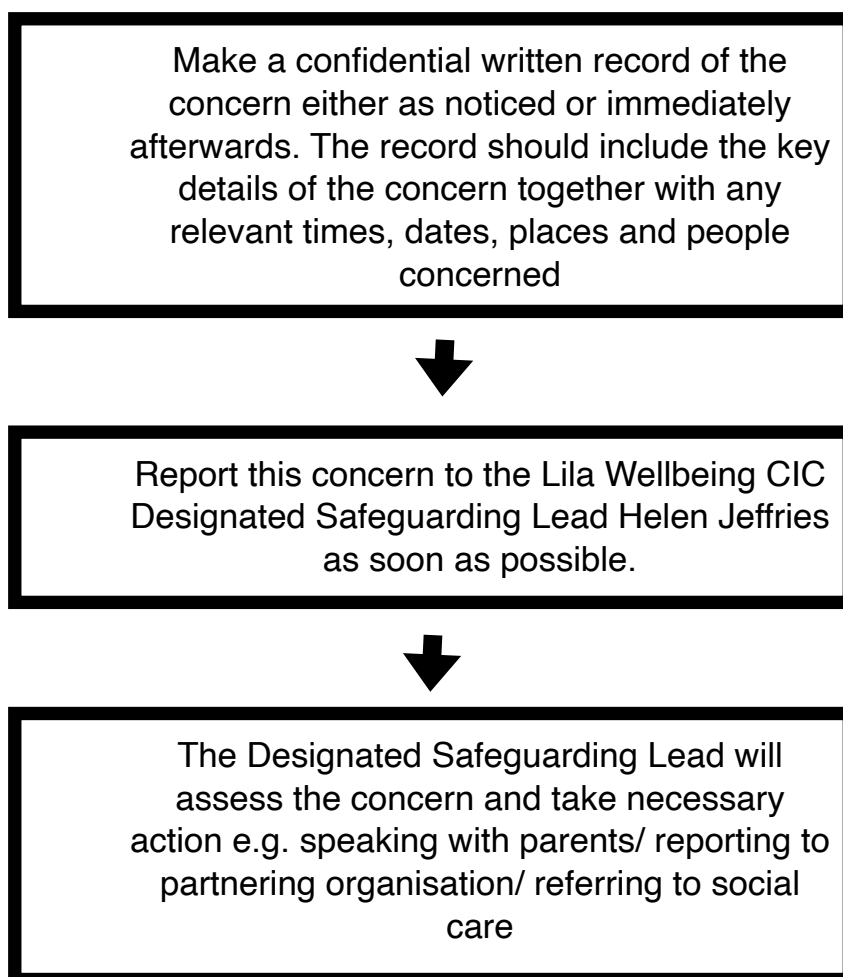 Make a confidential written record of the
concern either as noticed or immediately
afterwards. The record should include the key
details of the concern together with any
relevant times, dates, places and people
concerned
Report this concern to the Lila Wellbeing CIC
Designated Safeguarding Lead Helen Jeffries
as soon as possible.
The Designated Safeguarding Lead will
assess the concern and take necessary
action e.g. speaking with parents/ reporting to
partnering organisation/ referring to social
care